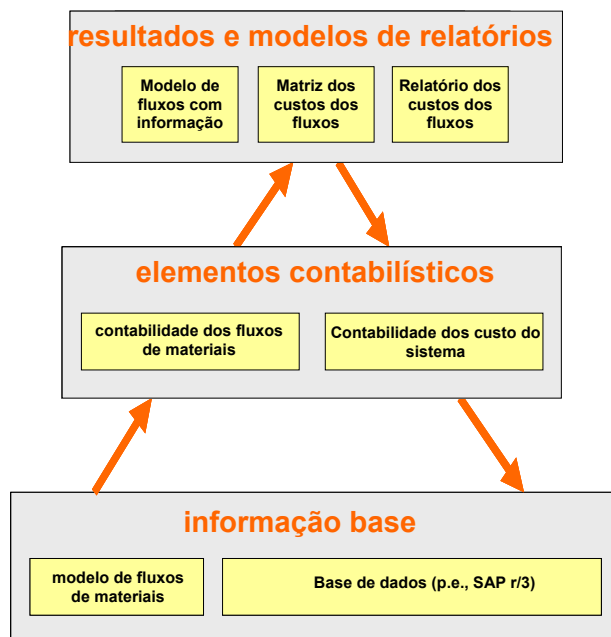 resultados e modelos de relatórios
Modelo de
fluxos com
informação
Matriz dos
custos dos
fluxos
Relatório dos
custos dos
fluxos
elementos contabilísticos
contabilidade dos fluxos
de materiais
Contabilidade dos custo do
sistema
informação base
modelo de fluxos
de materiais
Base de dados (p.e., SAP r/3)